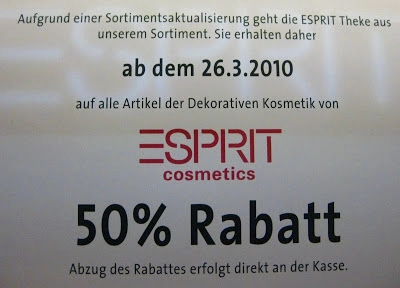 Aufgrund einer Sortimentsaktualisierung geht die ESPRIT Theke aus
unserem Sortiment. Sie erhalten daher
ab dem 26.3.2010
auf alle Artikel der Dekorativen Kosmetik von
ESPRIT
cosmetics
50% Rabatt
Abzug des Rabattes erfolgt direkt an der Kasse.